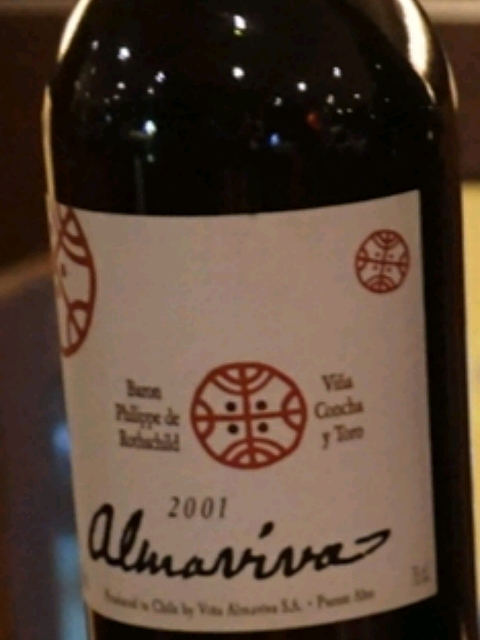 Baron
Philippe de
Rothschild
Viña
Concha
y Toro
2001
Almaviva
Produced in Chile by Viña Almaviva S.A. • Puente Alto